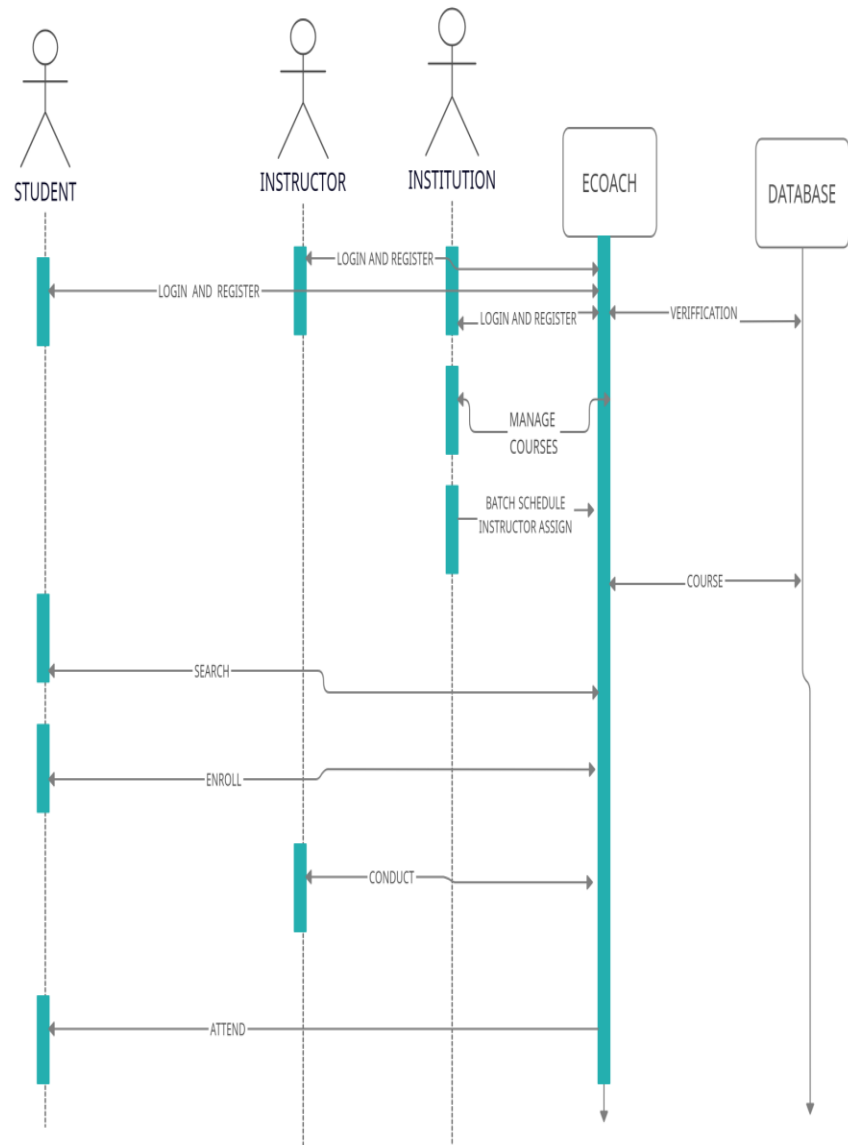 STUDENT
INSTRUCTOR
INSTITUTION
ECOACH
DATABASE
LOGIN AND REGISTER
LOGIN AND REGISTER
LOGIN AND REGISTER
VERIFFICATION
MANAGE
COURSES
BATCH SCHEDULE
INSTRUCTOR ASSIGN
COURSE
SEARCH
ENROLL
CONDUCT
ATTEND